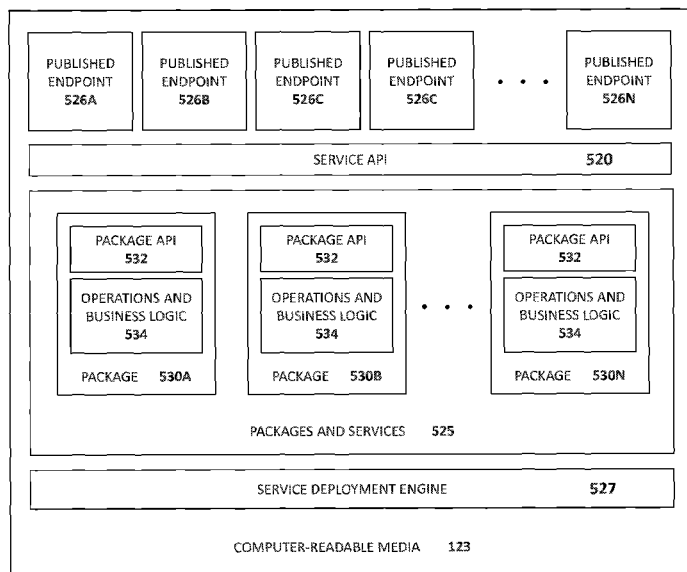 PUBLISHED
ENDPOINT
526A
PUBLISHED
ENDPOINT
526B
PUBLISHED
ENDPOINT
526C
PUBLISHED
ENDPOINT
526C
. . .
PUBLISHED
ENDPOINT
526N
SERVICE API 520
PACKAGE API
532
OPERATIONS AND
BUSINESS LOGIC
534
PACKAGE 530A
PACKAGE API
532
OPERATIONS AND
BUSINESS LOGIC
534
PACKAGE 530B
. . .
PACKAGE API
532
OPERATIONS AND
BUSINESS LOGIC
534
PACKAGE 530N
PACKAGES AND SERVICES 525
SERVICE DEPLOYMENT ENGINE 527
COMPUTER-READABLE MEDIA 123